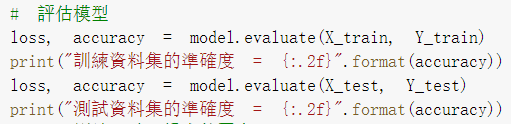 # 評估模型
loss, accuracy = model.evaluate(X_train, Y_train)
print("訓練資料集的準確度 = {:.2f}".format(accuracy))
loss, accuracy = model.evaluate(X_test, Y_test)
print("測試資料集的準確度 = {:.2f}".format(accuracy))